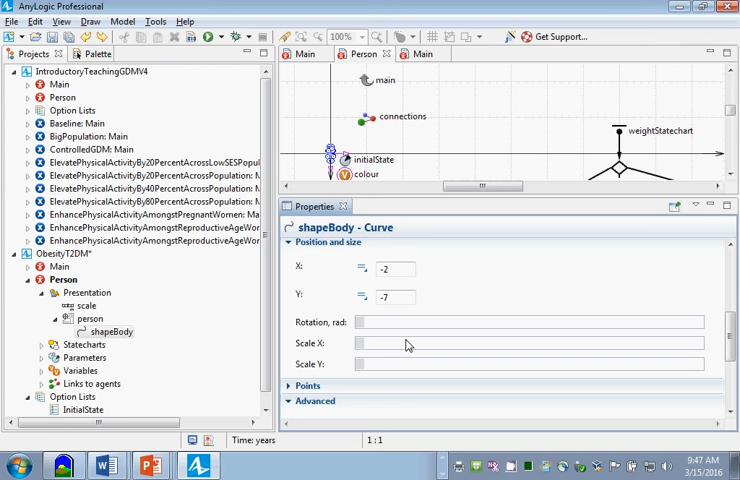 AnyLogic Professional
File Edit View Draw Model Tools Help
100% Get Support...
Projects Palette
IntroductoryTeachingGDMV4
Main
Person
Option Lists
Baseline: Main
BigPopulation: Main
ControlledGDM: Main
ElevatePhysicalActivityBy20PercentAcrossLowSESPopul
ElevatePhysicalActivityBy20PercentAcrossPopulation: M
ElevatePhysicalActivityBy40PercentAcrossPopulation: M
ElevatePhysicalActivityBy80PercentAcrossPopulation: M
EnhancePhysicalActivityAmongstPregnantWomen: Ma
EnhancePhysicalActivityAmongstReproductiveAgeWor
EnhancePhysicalActivityAmongstReproductiveAgeWor
ObesityT2DM*
Main
Person
Presentation
scale
person
shapeBody
Statecharts
Parameters
Variables
Links to agents
Option Lists
InitialState
Main Person Main
main
connections
initialState
V colour
weightStatechart
Properties
shapeBody - Curve
Position and size
X: -2
Y: -7
Rotation, rad:
Scale X:
Scale Y:
Points
Advanced
Time: years 1 : 1
9:47 AM
3/15/2016